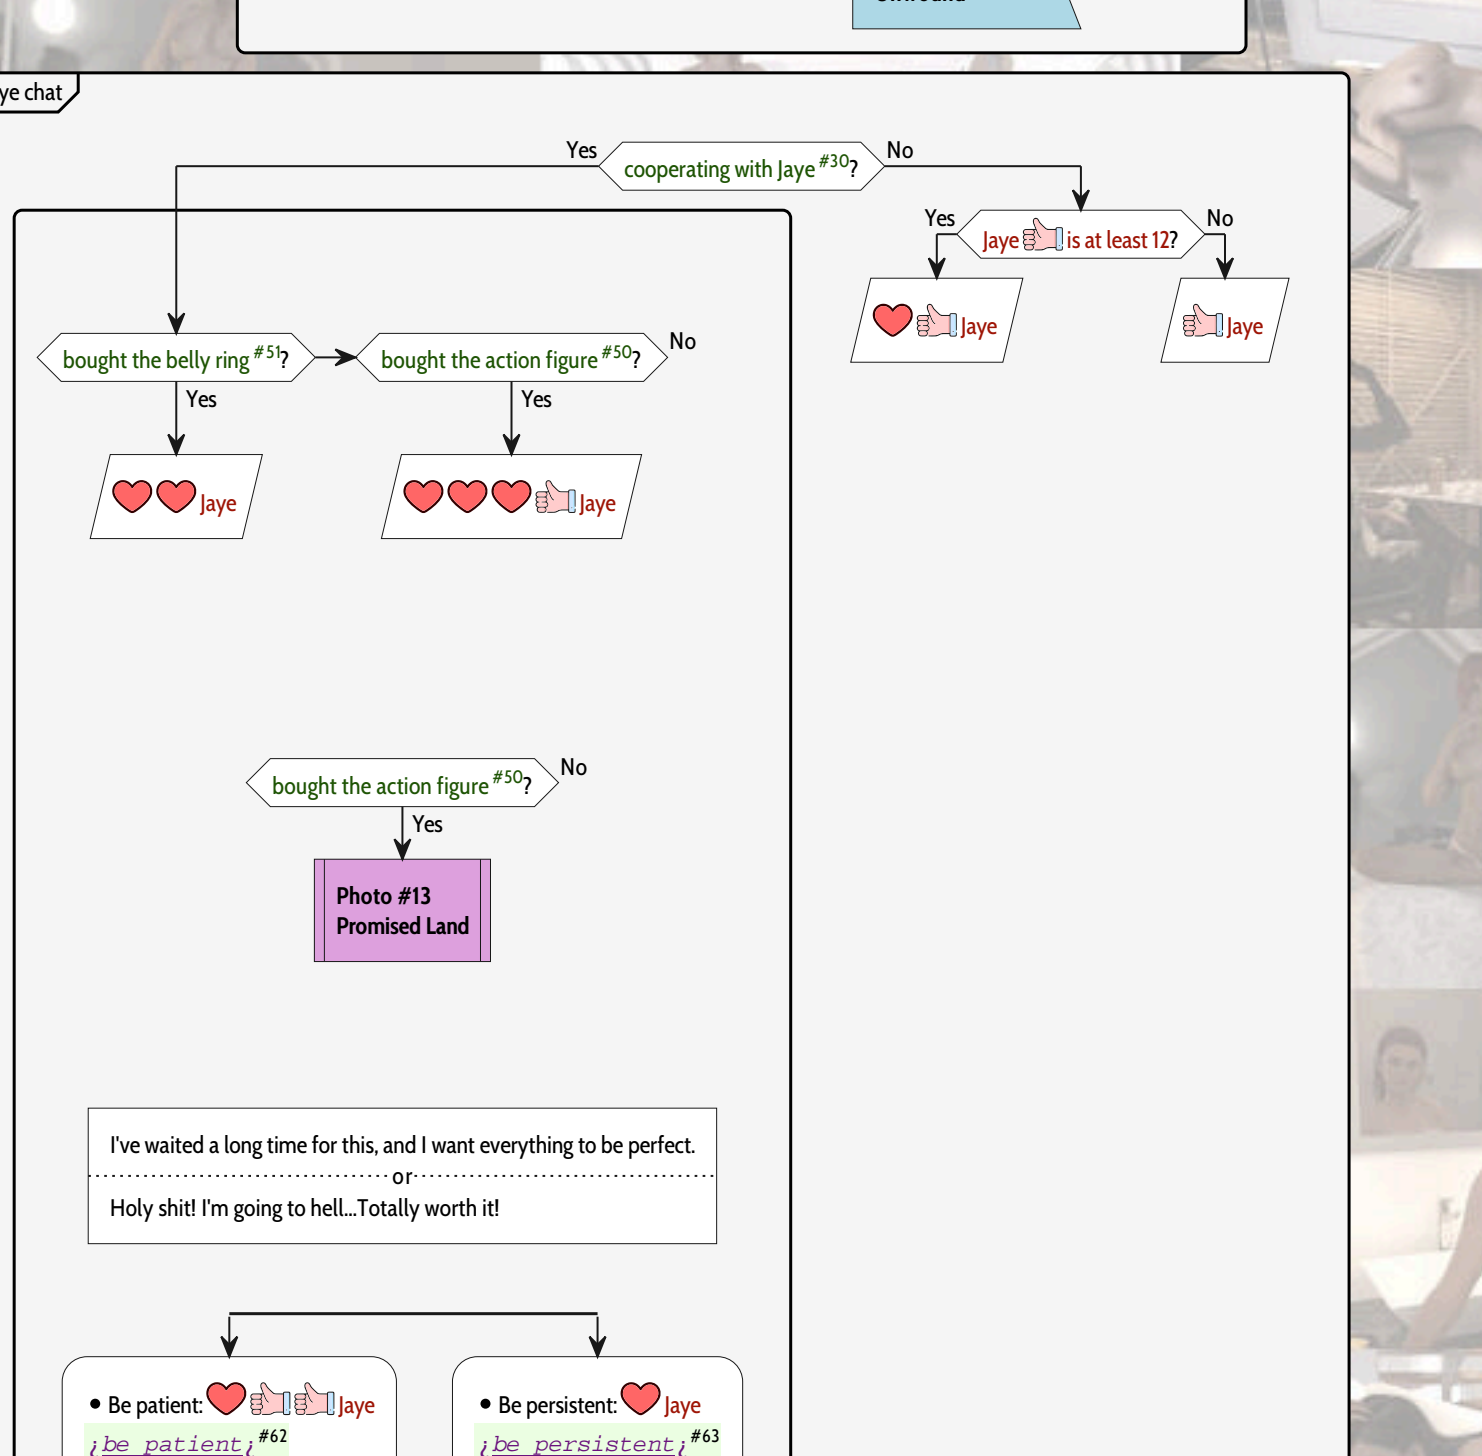 ye chat
Yes
cooperating with Jaye #30?
No
Yes
Jaye is at least 12?
No
Jaye
Jaye
bought the belly ring #51?
bought the action figure #50?
No
Yes
Yes
Jaye
Jaye
bought the action figure #50?
No
Yes
Photo #13
Promised Land
I've waited a long time for this, and I want everything to be perfect.
or
Holy shit! I'm going to hell...Totally worth it!
• Be patient: Jaye
¿be patient¿ #62
• Be persistent: Jaye
¿be persistent¿ #63